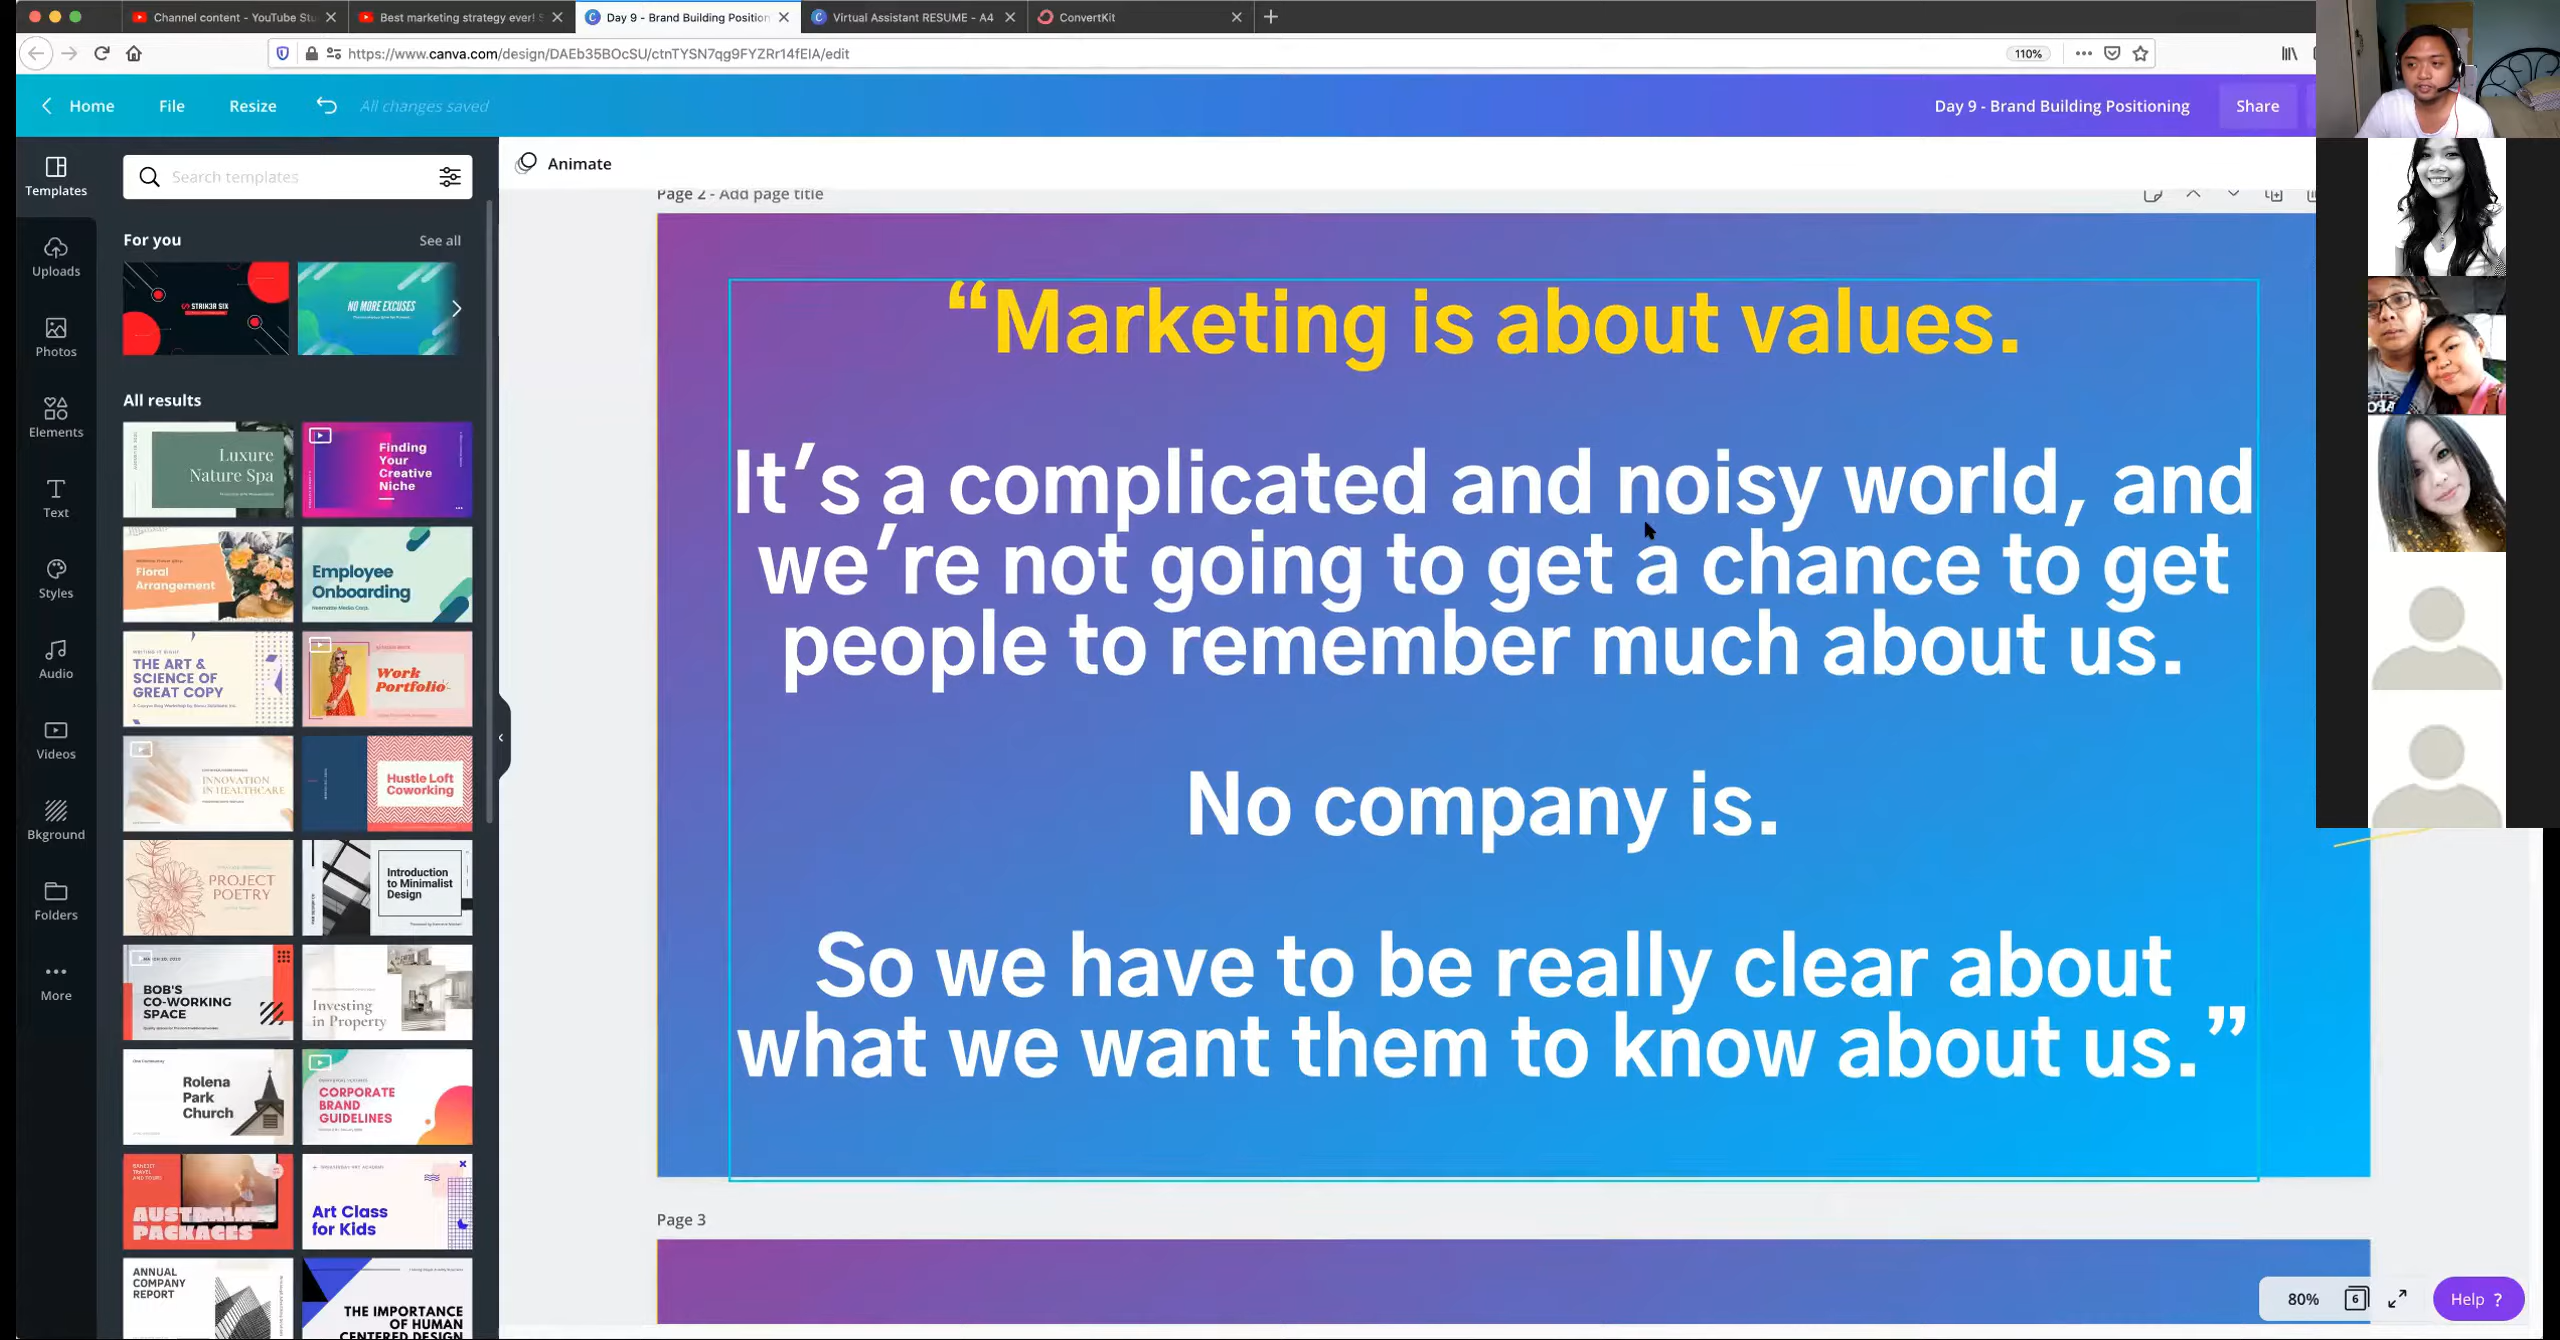 Channel content - YouTube Stu
Best marketing strategy ever! S
Day 9 - Brand Building Position
Virtual Assistant RESUME - A4
ConvertKit
https://www.canva.com/design/DAEb35BOcSU/ctnTYSN7qg9FYZRr14fEIA/edit
110%
Home
File
Resize
All changes saved
Day 9 - Brand Building Positioning
Share
Templates
Uploads
Photos
Elements
Text
Styles
Audio
Videos
Bkground
Folders
More
Search templates
For you
See all
STRIK3R SIX
NO MORE EXCUSES
All results
Luxure
Nature Spa
Finding
Your
Creative
Niche
Floral
Arrangement
Employee
Onboarding
THE ART &
SCIENCE OF
GREAT COPY
Work
Portfolio
INNOVATION
IN HEALTHCARE
Hustle Loft
Coworking
PROJECT
POETRY
Introduction
to Minimalist
Design
BOB'S
CO-WORKING
SPACE
Investing
in Property
Rolena
Park
Church
CORPORATE
BRAND
GUIDELINES
PACKAGES
Art Class
for Kids
ANNUAL
COMPANY
REPORT
THE IMPORTANCE
OF HUMAN
CENTERED DESIGN
Animate
Page 2 - Add page title
“Marketing is about values.
It’s a complicated and noisy world, and
we’re not going to get a chance to get
people to remember much about us.
No company is.
So we have to be really clear about
what we want them to know about us.”
Page 3
80%
6
Help ?